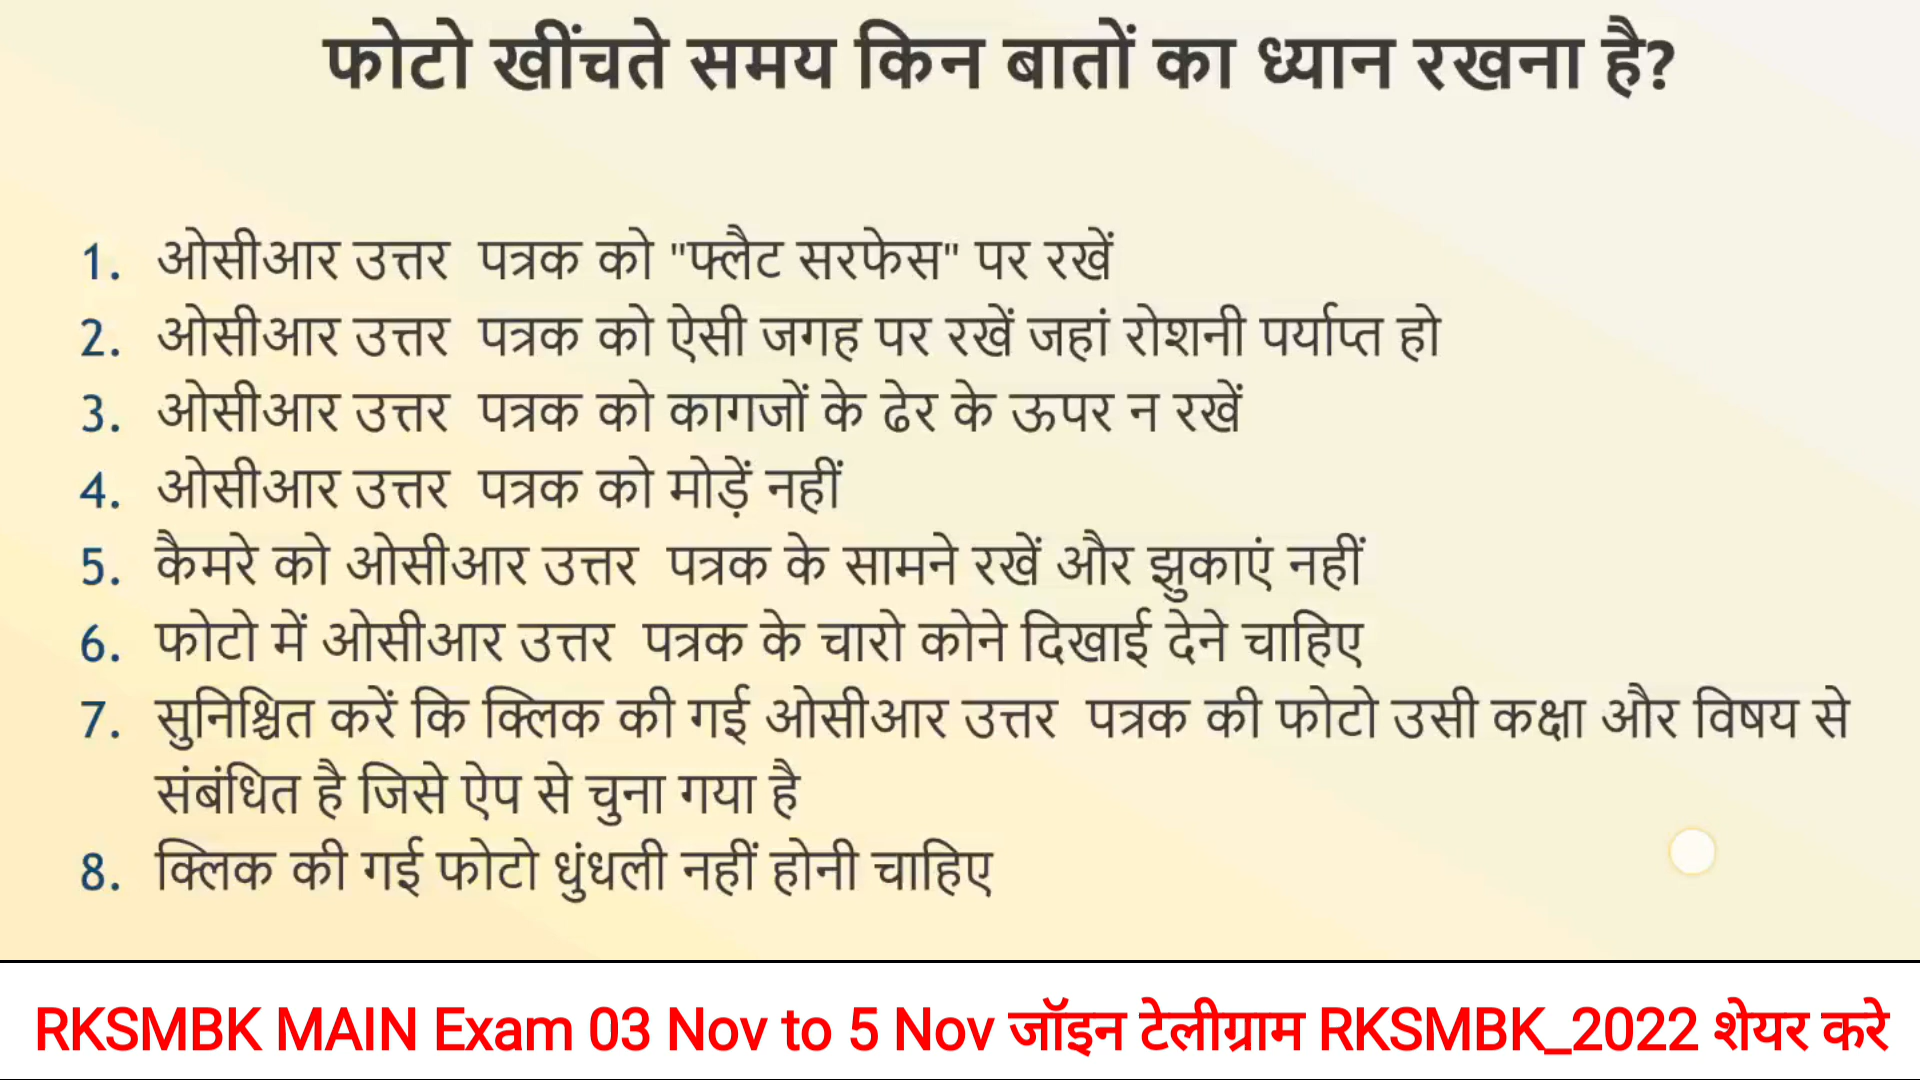 फोटो खींचते समय किन बातों का ध्यान रखना है?
1. ओसीआर उत्तर पत्रक को "फ्लैट सरफेस" पर रखें
2. ओसीआर उत्तर पत्रक को ऐसी जगह पर रखें जहां रोशनी पर्याप्त हो
3. ओसीआर उत्तर पत्रक को कागजों के ढेर के ऊपर न रखें
4. ओसीआर उत्तर पत्रक को मोड़ें नहीं
5. कैमरे को ओसीआर उत्तर पत्रक के सामने रखें और झुकाएं नहीं
6. फोटो में ओसीआर उत्तर पत्रक के चारो कोने दिखाई देने चाहिए
7. सुनिश्चित करें कि क्लिक की गई ओसीआर उत्तर पत्रक की फोटो उसी कक्षा और विषय से
संबंधित है जिसे ऐप से चुना गया है
8. क्लिक की गई फोटो धुंधली नहीं होनी चाहिए
RKSMBK MAIN Exam 03 Nov to 5 Nov जॉइन टेलीग्राम RKSMBK_2022 शेयर करे